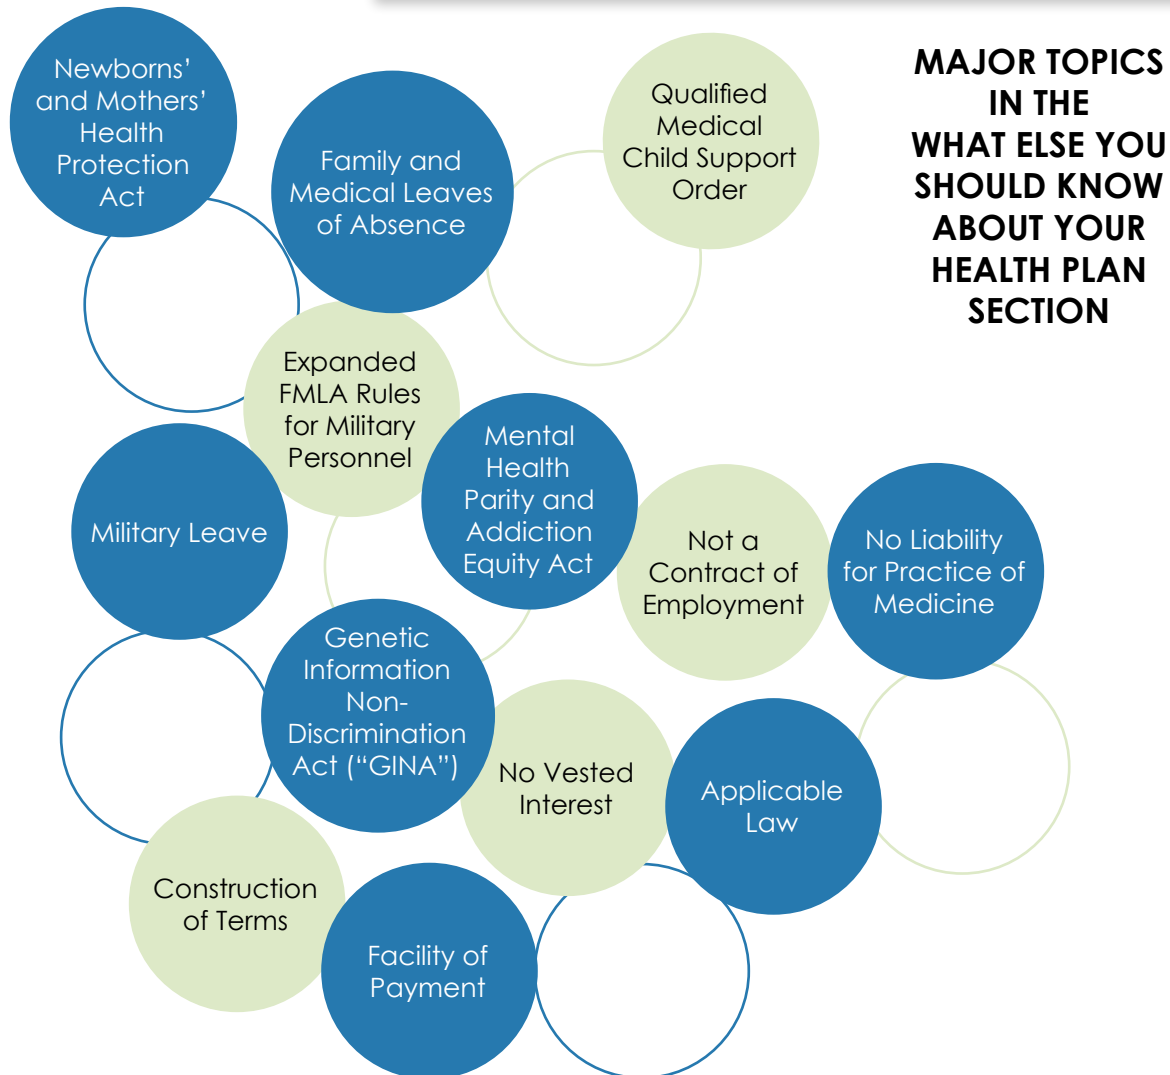 Newborns’
and Mothers’
Health
Protection
Act
Family and
Medical Leaves
of Absence
Qualified
Medical
Child Support
Order
MAJOR TOPICS
IN THE
WHAT ELSE YOU
SHOULD KNOW
ABOUT YOUR
HEALTH PLAN
SECTION
Expanded
FMLA Rules
for Military
Personnel
Military Leave
Mental
Health
Parity and
Addiction
Equity Act
Not a
Contract of
Employment
No Liability
for Practice of
Medicine
Genetic
Information
Non-
Discrimination
Act (“GINA”)
No Vested
Interest
Applicable
Law
Construction
of Terms
Facility of
Payment